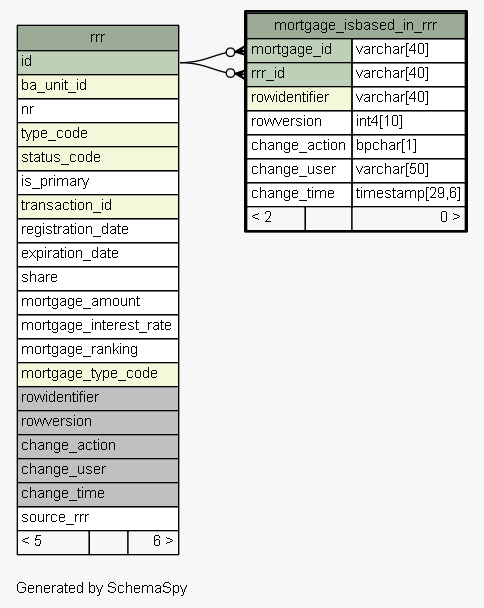 rrr
id
ba_unit_id
nr
type_code
status_code
is_primary
transaction_id
registration_date
expiration_date
share
mortgage_amount
mortgage_interest_rate
mortgage_ranking
mortgage_type_code
rowidentifier
rowversion
change_action
change_user
change_time
source_rrr
< 5 6 >
mortgage_isbased_in_rrr
mortgage_id varchar[40]
rrr_id varchar[40]
rowidentifier varchar[40]
rowversion int4[10]
change_action bpchar[1]
change_user varchar[50]
change_time timestamp[29,6]
< 2 0 >
Generated by SchemaSpy